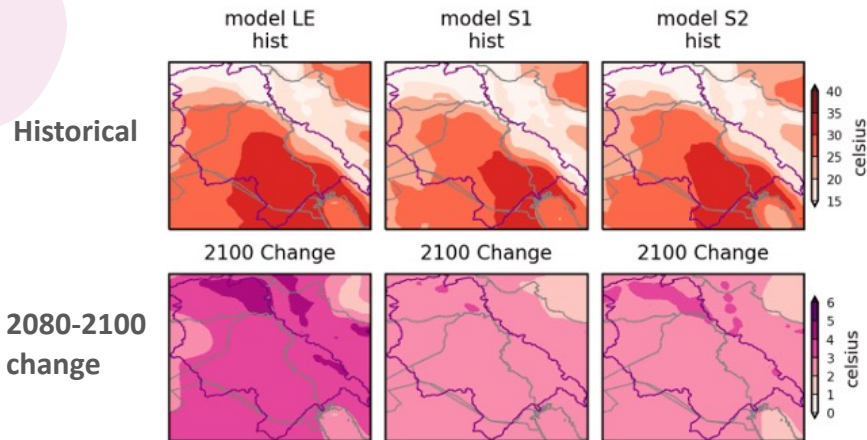 model LE
hist
model S1
hist
model S2
hist
Historical
40
35
30
25
20
15
celsius
2100 Change
2100 Change
2100 Change
2080-2100
change
6
5
4
3
2
1
0
celsius